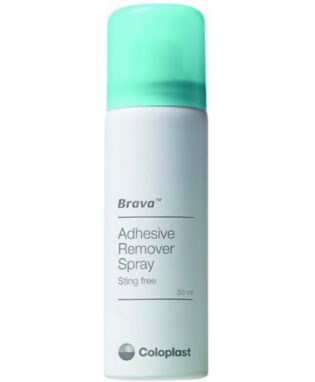 Brava™
Adhesive
Remover
Spray
Sting free
50 ml
Coloplast